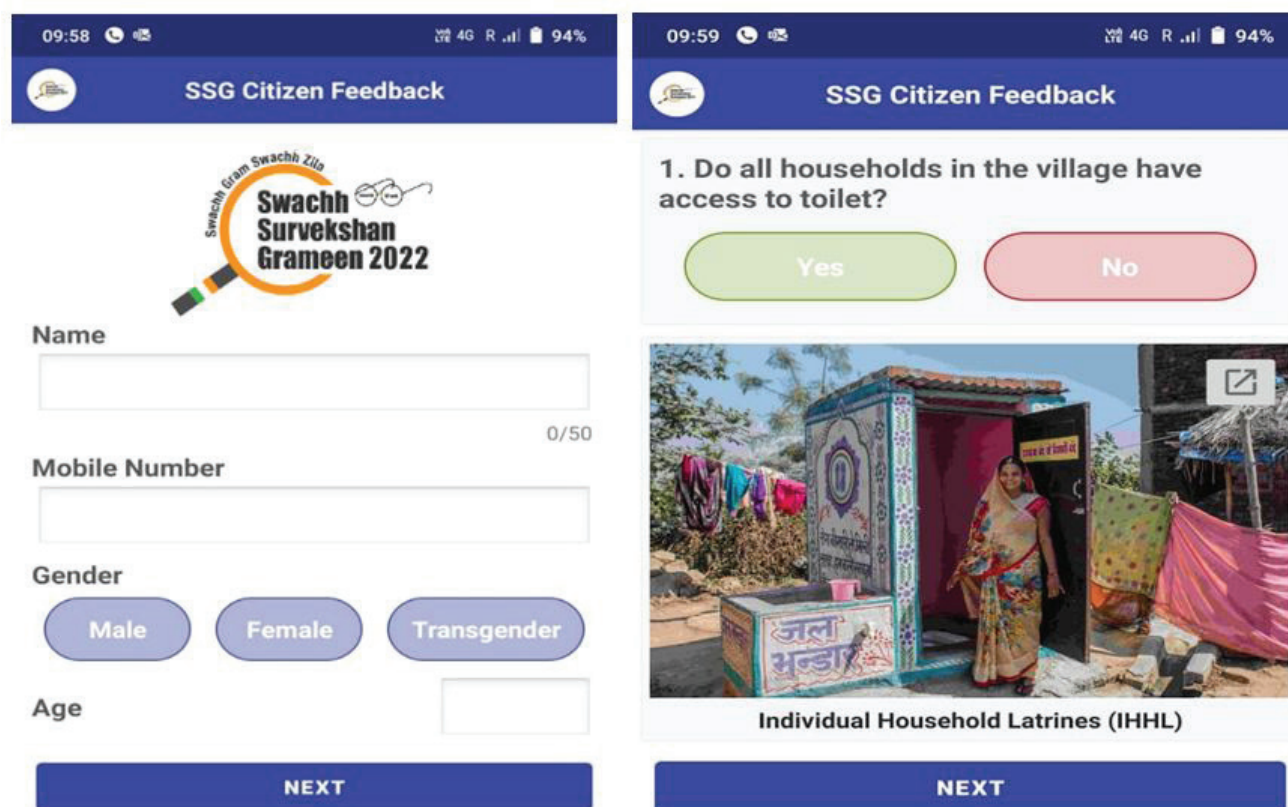 09:58
4G R 94%
SSG Citizen Feedback
Swachh Gram Swachh Zila
Swachh
Survekshan
Grameen 2022
Name
0/50
Mobile Number
Gender
Male Female Transgender
Age
NEXT
09:59
4G R 94%
SSG Citizen Feedback
1. Do all households in the village have
access to toilet?
Yes No
जल
भन्डार
Individual Household Latrines (IHHL)
NEXT